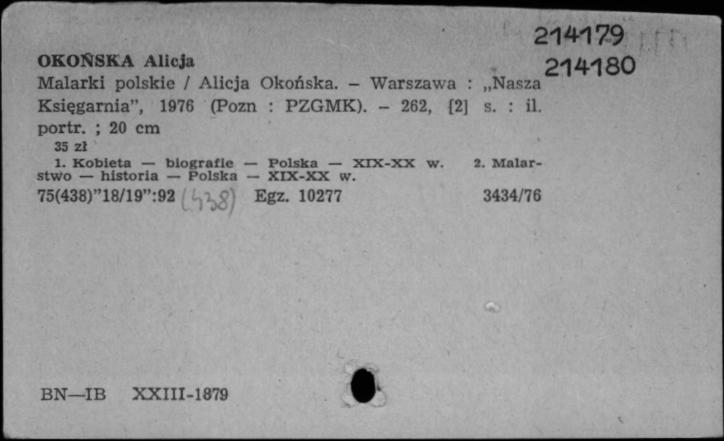 214179
OKOŃSKA Alicja
214180
Malarki polskie / Alicja Okońska. – Warszawa : „Nasza
Księgarnia”, 1976 (Pozn : PZGMK). – 262, [2] s. : il.
portr. ; 20 cm
35 zł
1. Kobieta — biografie — Polska — XIX-XX w. 2. Malar-
stwo — historia — Polska — XIX-XX w.
75(438)”18/19”:92 (438) Egz. 10277 3434/76
BN—IB XXIII-1879